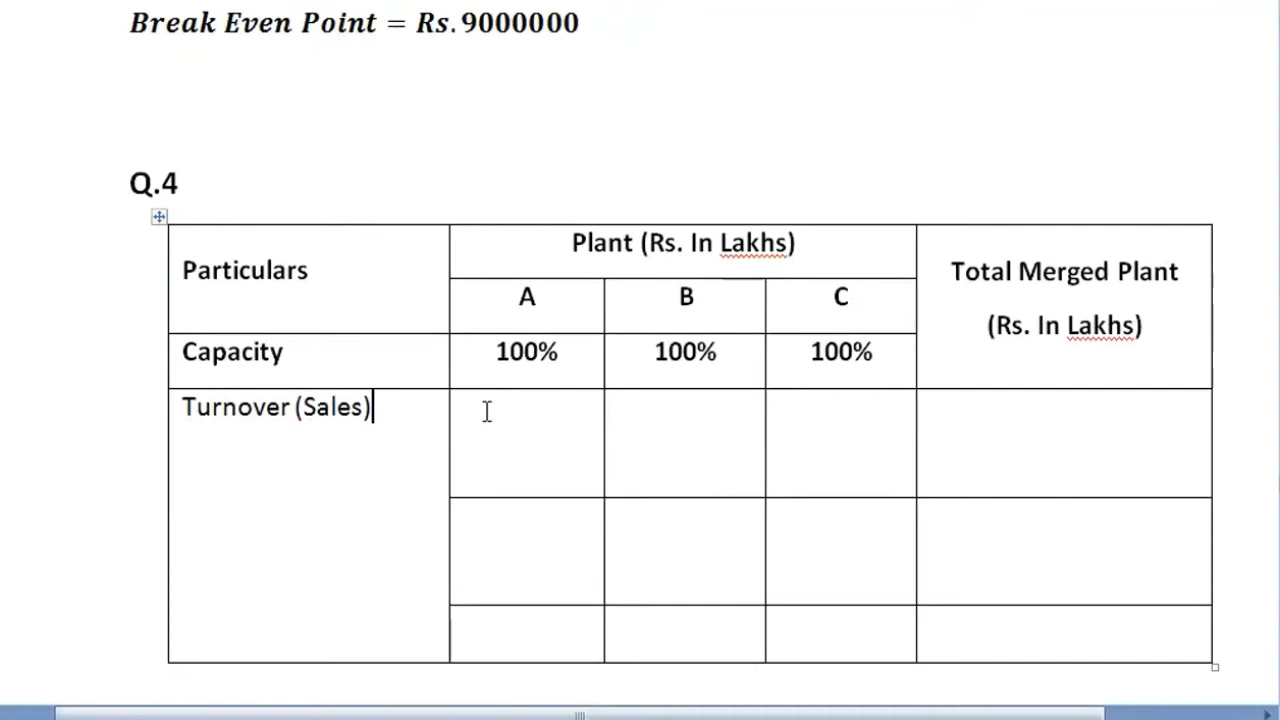 Break Even Point = Rs. 9000000
Q.4
Particulars
Plant (Rs. In Lakhs)
Total Merged Plant
(Rs. In Lakhs)
A B C
Capacity 100% 100% 100%
Turnover (Sales)